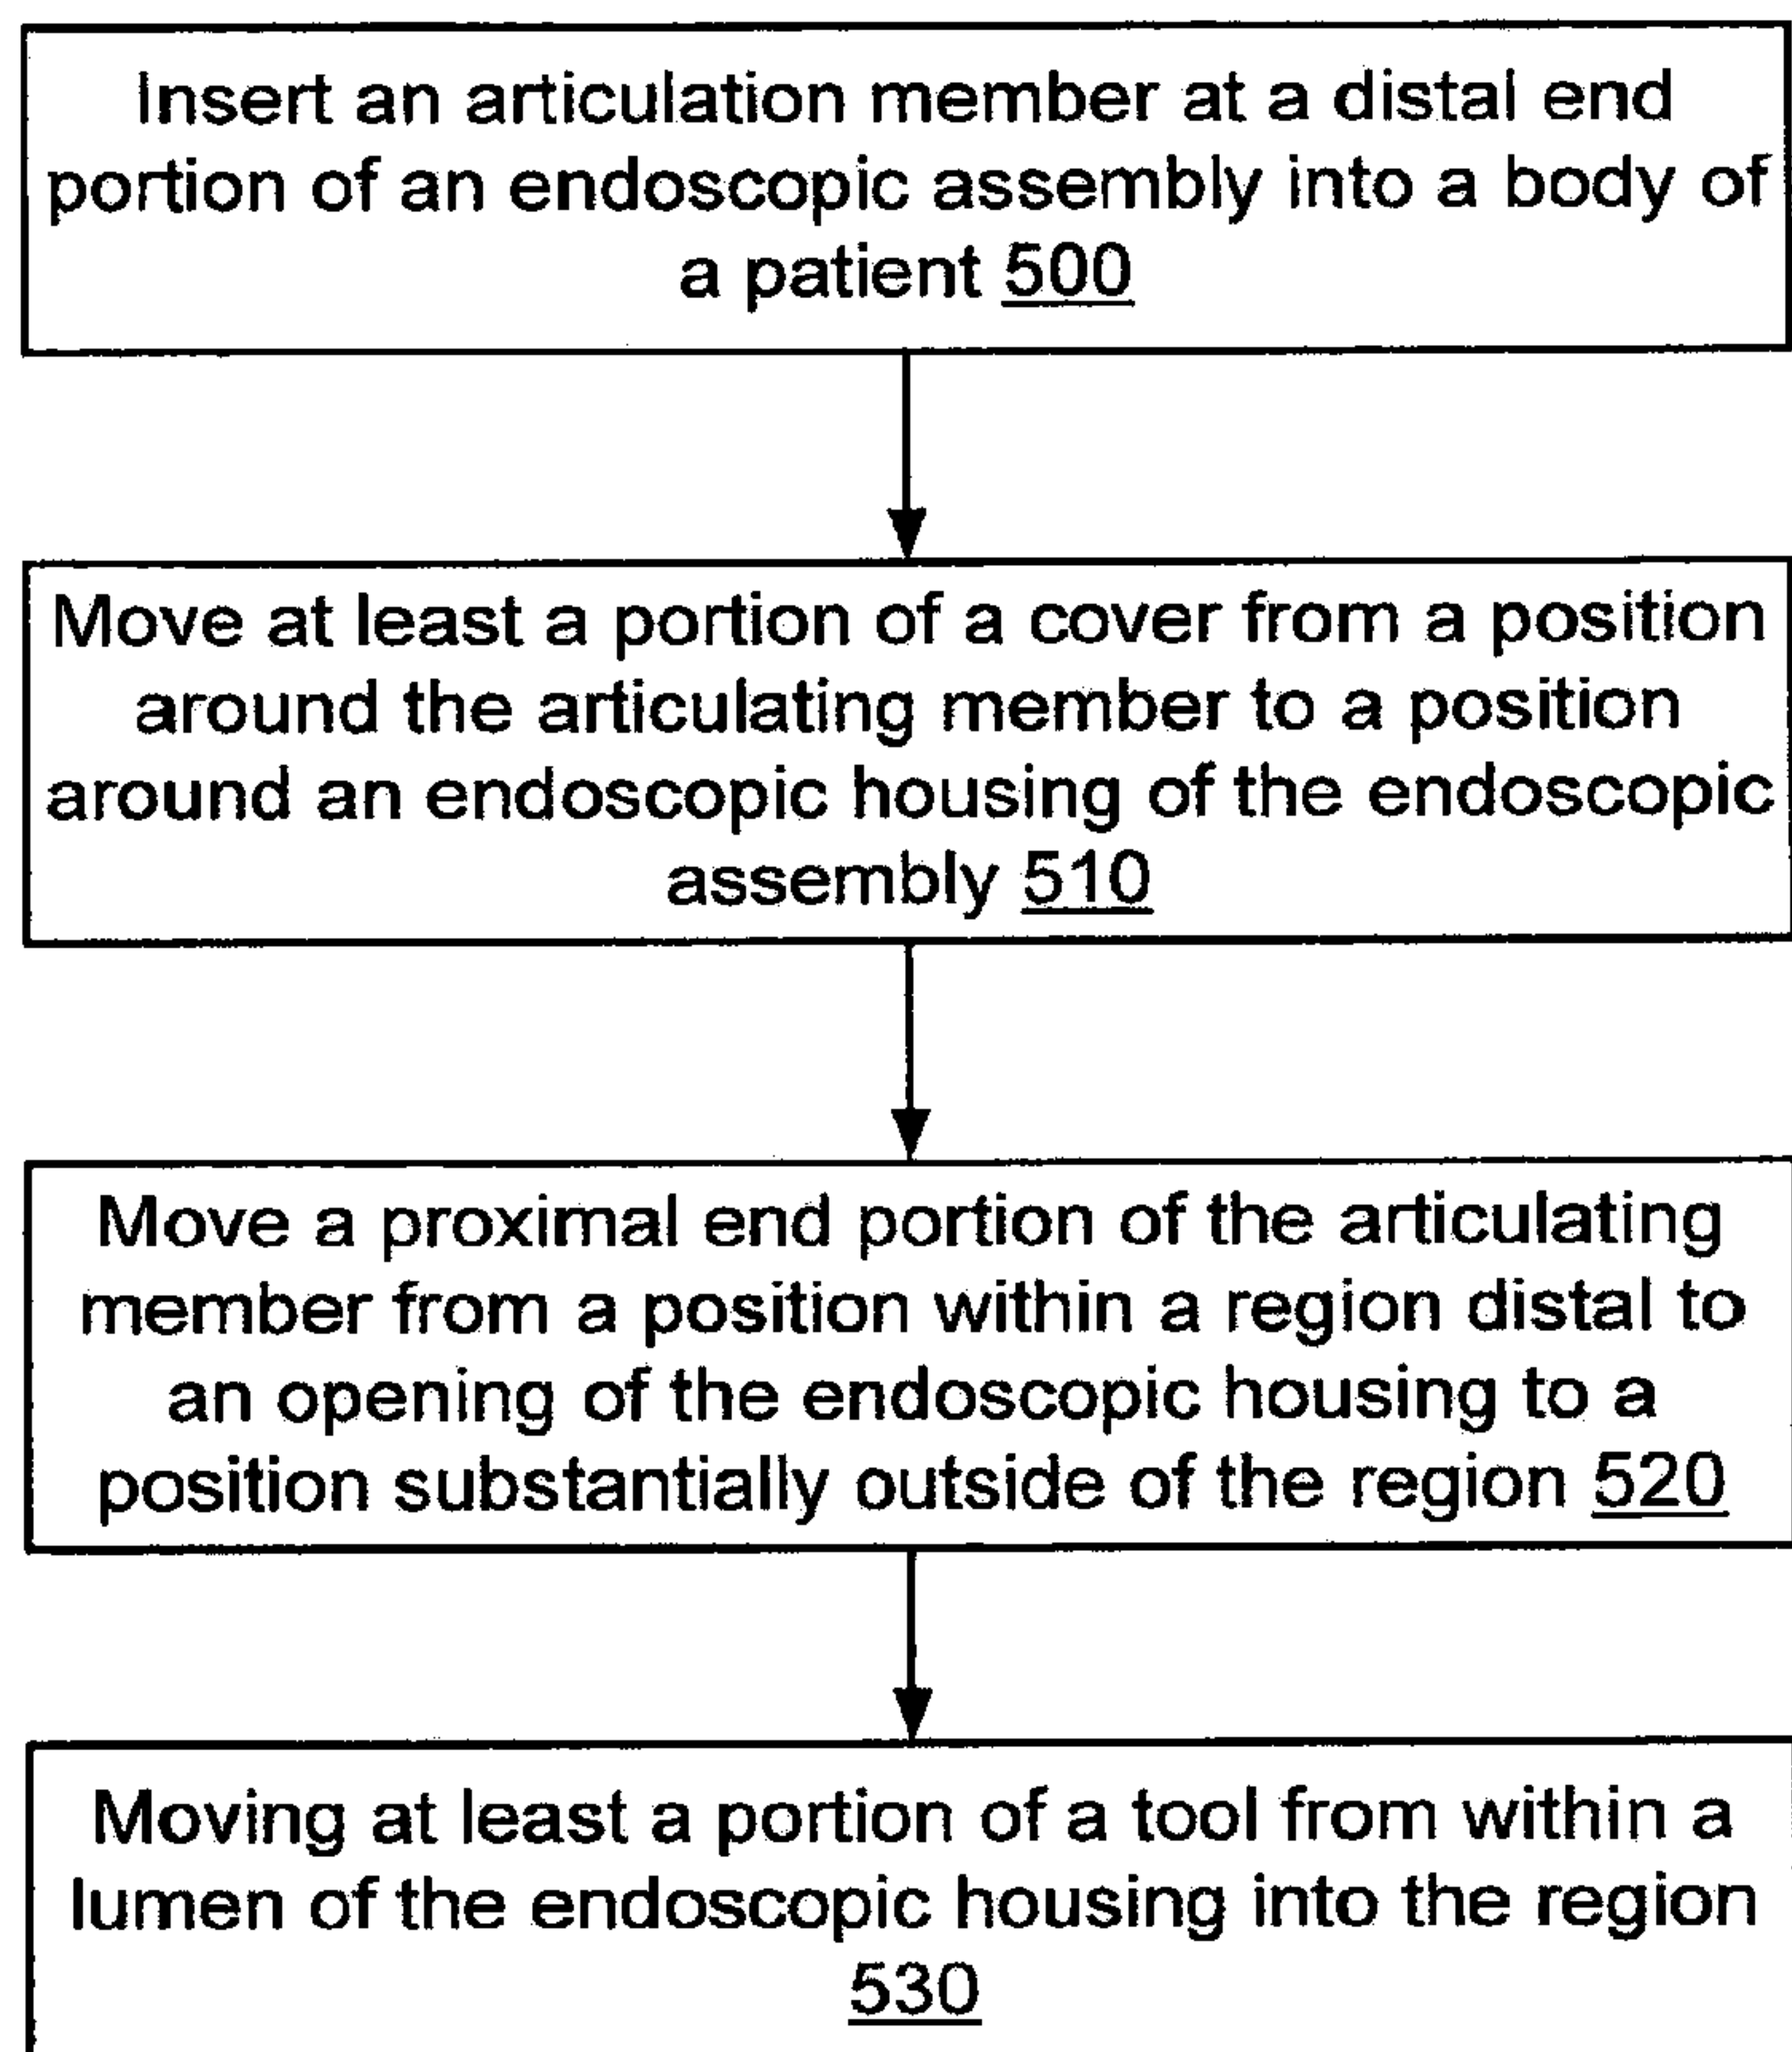 Insert an articulation member at a distal end
portion of an endoscopic assembly into a body of
a patient 500
Move at least a portion of a cover from a position
around the articulating member to a position
around an endoscopic housing of the endoscopic
assembly 510
Move a proximal end portion of the articulating
member from a position within a region distal to
an opening of the endoscopic housing to a
position substantially outside of the region 520
Moving at least a portion of a tool from within a
lumen of the endoscopic housing into the region
530